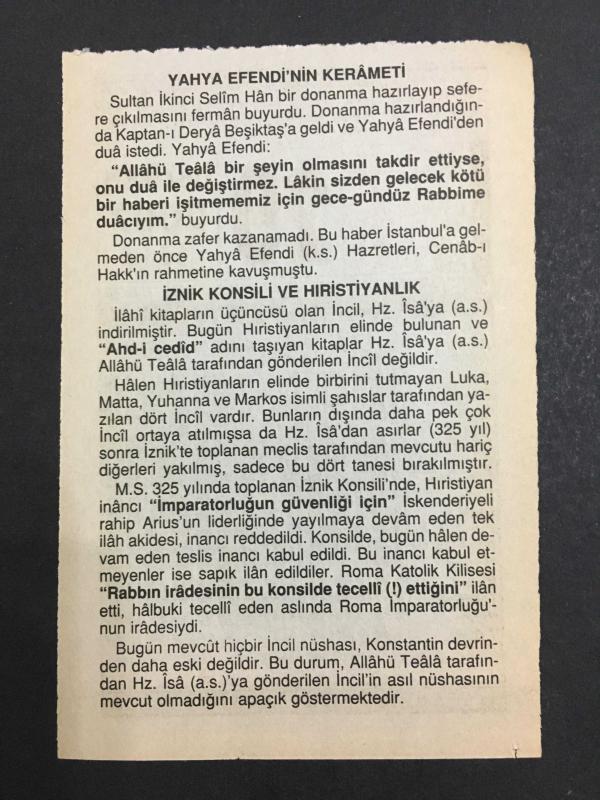 YAHYA EFENDİ'NİN KERÂMETİ
Sultan İkinci Selîm Hân bir donanma hazırlayıp sefe-
re çıkılmasını fermân buyurdu. Donanma hazırlandığın-
da Kaptan-ı Deryâ Beşiktaş'a geldi ve Yahyâ Efendi'den
duâ istedi. Yahyâ Efendi:
“Allâhü Teâlâ bir şeyin olmasını takdir ettiyse,
onu duâ ile değiştirmez. Lâkin sizden gelecek kötü
bir haberi işitmememiz için gece-gündüz Rabbime
duâcıyım.” buyurdu.
Donanma zafer kazanamadı. Bu haber İstanbul'a gel-
meden önce Yahyâ Efendi (k.s.) Hazretleri, Cenâb-ı
Hakk'ın rahmetine kavuşmuştu.
İZNİK KONSİLİ VE HIRİSTİYANLIK
İlâhî kitapların üçüncüsü olan İncil, Hz. Îsâ'ya (a.s.)
indirilmiştir. Bugün Hıristiyanların elinde bulunan ve
“Ahd-i cedîd” adını taşıyan kitaplar Hz. Îsâ'ya (a.s.)
Allâhü Teâlâ tarafından gönderilen İncîl değildir.
Hâlen Hıristiyanların elinde birbirini tutmayan Luka,
Matta, Yuhanna ve Markos isimli şahıslar tarafından ya-
zılan dört İncîl vardır. Bunların dışında daha pek çok
İncîl ortaya atılmışsa da Hz. Îsâ'dan asırlar (325 yıl)
sonra İznik'te toplanan meclis tarafından mevcutu hariç
diğerleri yakılmış, sadece bu dört tanesi bırakılmıştır.
M.S. 325 yılında toplanan İznik Konsili'nde, Hıristiyan
inâncı “İmparatorluğun güvenliği için” İskenderiyeli
rahip Arius'un liderliğinde yayılmaya devâm eden tek
ilâh akidesi, inancı reddedildi. Konsilde, bugün hâlen de-
vam eden teslis inancı kabul edildi. Bu inancı kabul et-
meyenler ise sapık ilân edildiler. Roma Katolik Kilisesi
“Rabbın irâdesinin bu konsilde tecellî (!) ettiğini” ilân
etti, hâlbuki tecellî eden aslında Roma İmparatorluğu'-
nun irâdesiydi.
Bugün mevcût hiçbir İncil nüshası, Konstantin devrin-
den daha eski değildir. Bu durum, Allâhü Teâlâ tarafın-
dan Hz. Îsâ (a.s.)'ya gönderilen İncil'in asıl nüshasının
mevcut olmadığını apaçık göstermektedir.